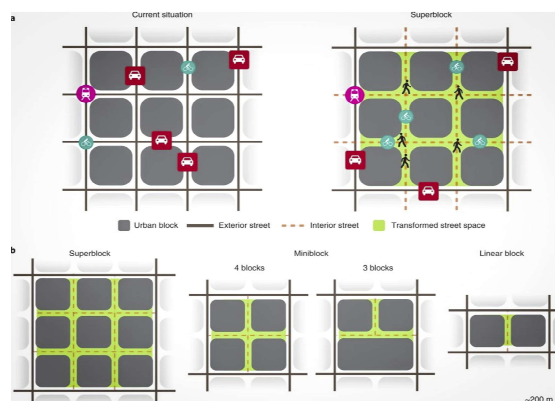 a
Current situation
Superblock
Urban block
Exterior street
Interior street
Transformed street space
b
Superblock
Miniblock
4 blocks
3 blocks
Linear block
~200 m